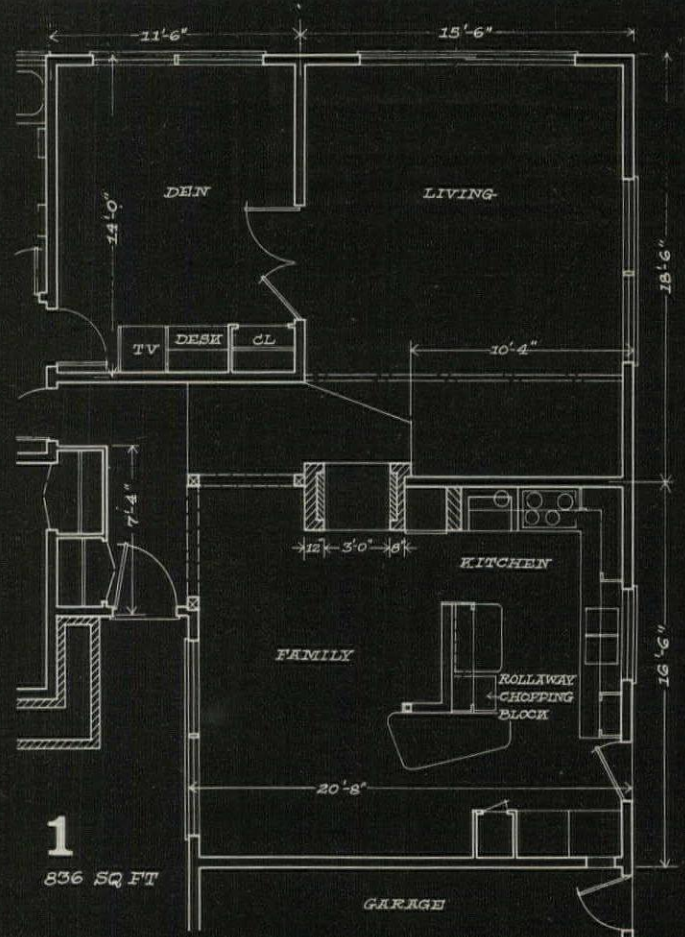 11'-6"
15'-6"
DEN
LIVING
14'-0"
18'-6"
TV
DESK
CL
10'-4"
7'-4"
12"
3'-0"
8"
KITCHEN
FAMILY
16'-6"
ROLLAWAY
CHOPPING
BLOCK
20'-8"
1
836 SQ FT
GARAGE